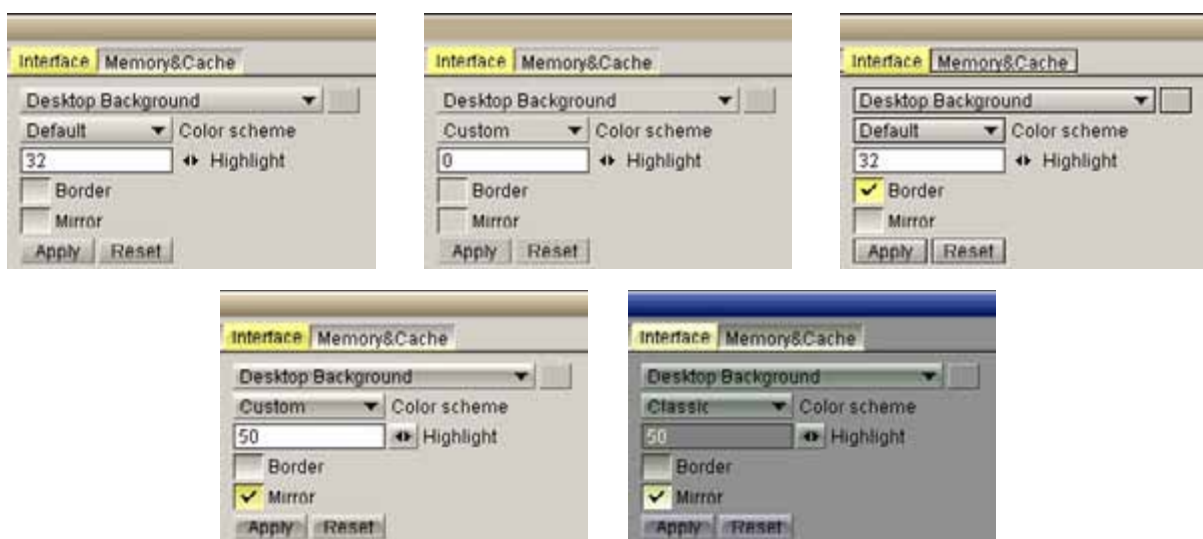 Interface Memory&Cache
Desktop Background
Default Color scheme
32 Highlight
Border
Mirror
Apply Reset
Interface Memory&Cache
Desktop Background
Custom Color scheme
0 Highlight
Border
Mirror
Apply Reset
Interface Memory&Cache
Desktop Background
Default Color scheme
32 Highlight
Border
Mirror
Apply Reset
Interface Memory&Cache
Desktop Background
Custom Color scheme
50 Highlight
Border
Mirror
Apply Reset
Interface Memory&Cache
Desktop Background
Classic Color scheme
50 Highlight
Border
Mirror
Apply Reset